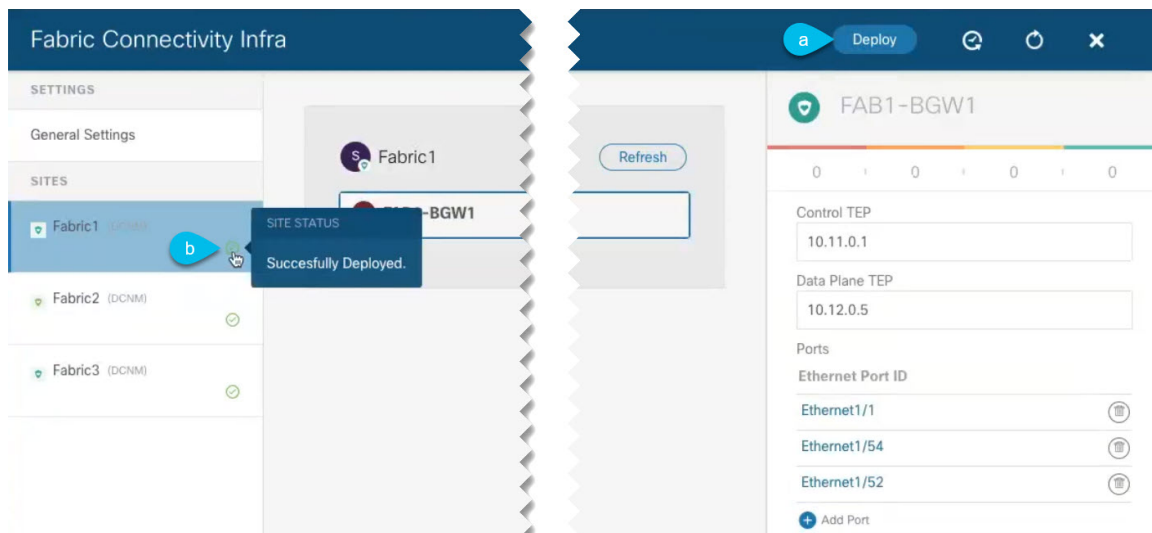 Fabric Connectivity Infra
a
Deploy
SETTINGS
General Settings
SITES
Fabric1 (DCNM)
b
SITE STATUS
Succesfully Deployed.
Fabric2 (DCNM)
Fabric3 (DCNM)
S
Fabric1
Refresh
-BGW1
FAB1-BGW1
0
0
0
0
Control TEP
10.11.0.1
Data Plane TEP
10.12.0.5
Ports
Ethernet Port ID
Ethernet1/1
Ethernet1/54
Ethernet1/52
Add Port